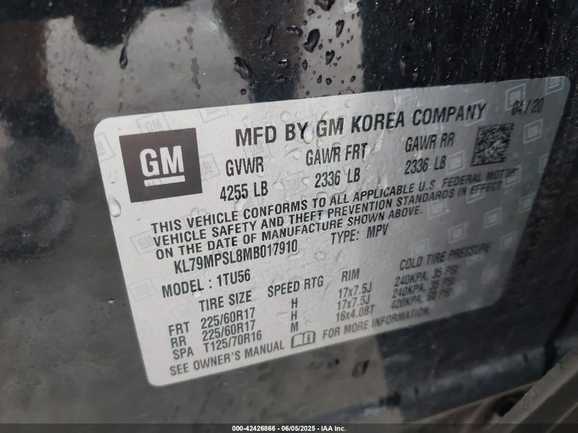 GM
MFD BY GM KOREA COMPANY 04/20
GVWR GAWR FRT GAWR RR
4255 LB 2336 LB 2336 LB
THIS VEHICLE CONFORMS TO ALL APPLICABLE U.S FEDERAL MOTOR
VEHICLE SAFETY AND THEFT PREVENTION STANDARDS IN EFFECT
ON THE DATE OF MANUFACTURE SHOWN ABOVE.
KL79MPSL8MB017910 TYPE: MPV
MODEL : 1TU56
TIRE SIZE SPEED RTG RIM COLD TIRE PRESSURE
FRT 225/60R17 H 17x7.5J 240KPA, 35 PSI
RR 225/60R17 H 17x7.5J 240KPA, 35 PSI
SPA T125/70R16 M 16x4.0BT 420KPA, 60 PSI
SEE OWNER'S MANUAL FOR MORE INFORMATION
000-42426866 - 06/05/2025 - IAA Inc.